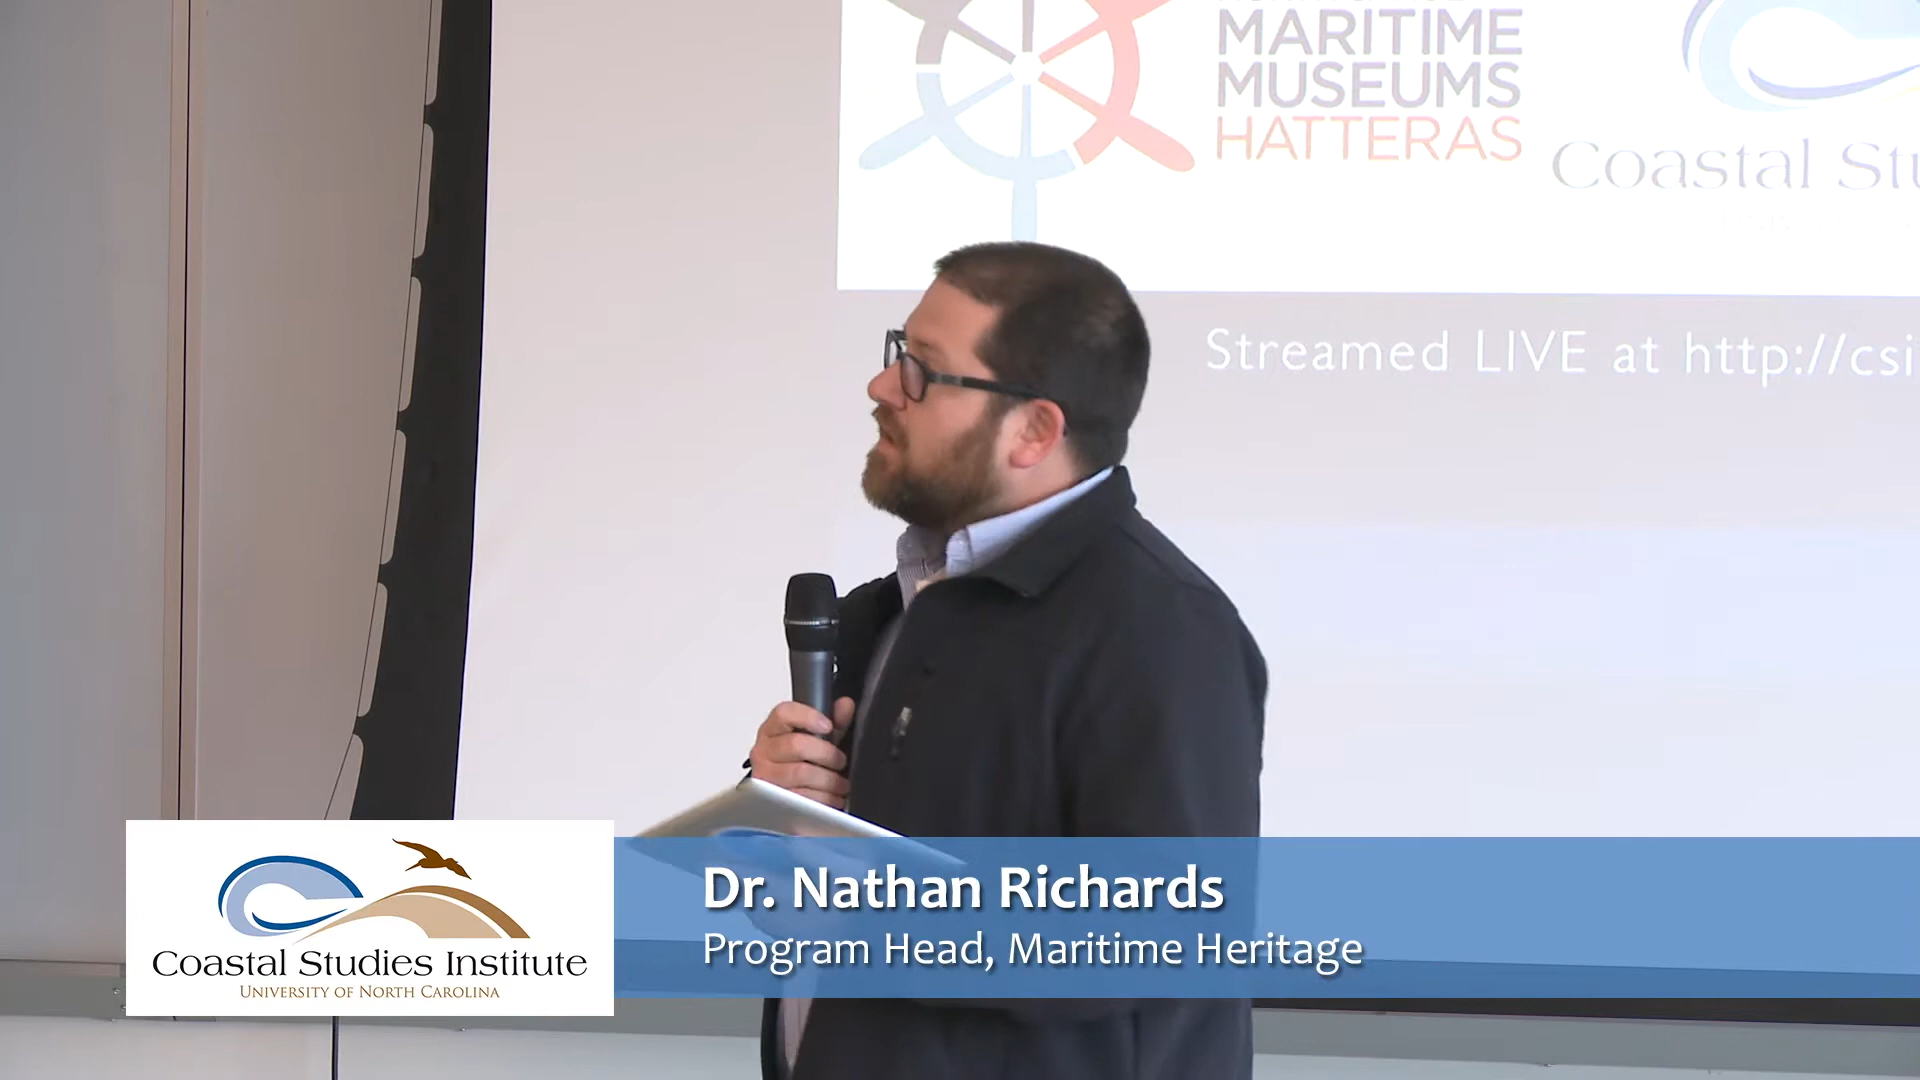 MARITIME
MUSEUMS
HATTERAS
Coastal Stu
Streamed LIVE at http://csi
Dr. Nathan Richards
Program Head, Maritime Heritage
Coastal Studies Institute
UNIVERSITY OF NORTH CAROLINA